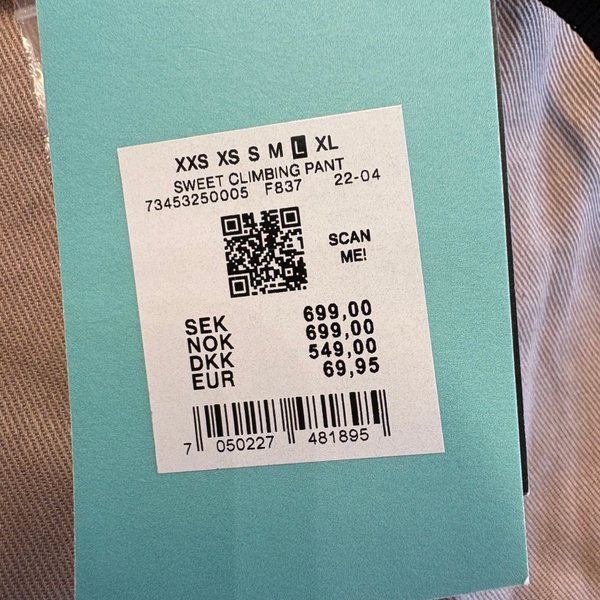 XXS XS S M L XL
SWEET CLIMBING PANT
73453250005 F837 22-04
SCAN
ME!
SEK 699,00
NOK 699,00
DKK 549,00
EUR 69,95
7 050227 481895